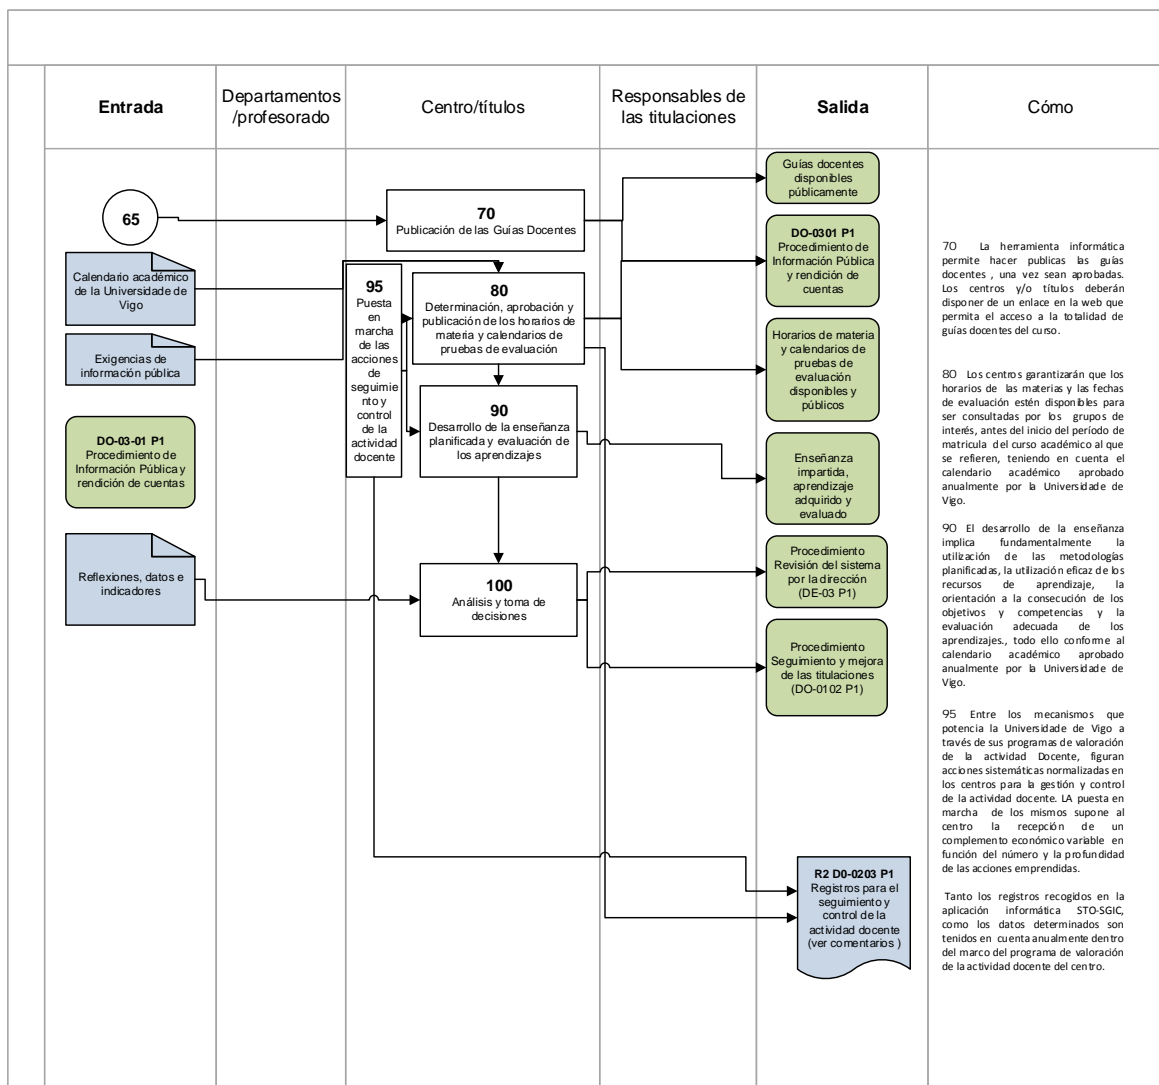 Entrada
Departamentos
/profesorado
Centro/títulos
Responsables de
las titulaciones
Salida
Cómo
65
Calendario académico
de la Universidade de
Vigo
Exigencias de
información pública
DO-03-01 P1
Procedimiento de
Información Pública y
rendición de cuentas
Reflexiones, datos e
indicadores
70
Publicación de las Guías Docentes
95
Puesta
en
marcha
de las
acciones
de
seguimie
nto y
control
de la
actividad
docente
80
Determinación, aprobación y
publicación de los horarios de
materia y calendarios de
pruebas de evaluación
90
Desarrollo de la enseñanza
planificada y evaluación de
los aprendizajes
100
Análisis y toma de
decisiones
Guías docentes
disponibles
públicamente
DO-0301 P1
Procedimiento de
Información Pública
y rendición de
cuentas
Horarios de materia
y calendarios de
pruebas de
evaluación
disponibles y
públicos
Enseñanza
impartida,
aprendizaje
adquirido y
evaluado
Procedimiento
Revisión del sistema
por la dirección
(DE-03 P1)
Procedimiento
Seguimiento y mejora
de las titulaciones
(DO-0102 P1)
R2 D0-0203 P1
Registros para el
seguimiento y
control de la
actividad docente
(ver comentarios )
70 La herramienta informática
permite hacer publicas las guías
docentes , una vez sean aprobadas.
Los centros y/o títulos deberán
disponer de un enlace en la web que
permita el acceso a la totalidad de
guías docentes del curso.
80 Los centros garantizarán que los
horarios de las materias y las fechas
de evaluación estén disponibles para
ser consultadas por los grupos de
interés, antes del inicio del período de
matricula del curso académico al que
se refieren, teniendo en cuenta el
calendario académico aprobado
anualmente por la Universidade de
Vigo.
90 El desarrollo de la enseñanza
implica fundamentalmente la
utilización de las metodologías
planificadas, la utilización eficaz de los
recursos de aprendizaje, la
orientación a la consecución de los
objetivos y competencias y la
evaluación adecuada de los
aprendizajes., todo ello conforme al
calendario académico aprobado
anualmente por la Universidade de
Vigo.
95 Entre los mecanismos que
potencia la Universidade de Vigo a
través de sus programas de valoración
de la actividad Docente, figuran
acciones sistemáticas normalizadas en
los centros para la gestión y control
de la actividad docente. LA puesta en
marcha de los mismos supone al
centro la recepción de un
complemento económico variable en
función del número y la profundidad
de las acciones emprendidas.
Tanto los registros recogidos en la
aplicación informática STO-SGIC,
como los datos determinados son
tenidos en cuenta anualmente dentro
del marco del programa de valoración
de la actividad docente del centro.